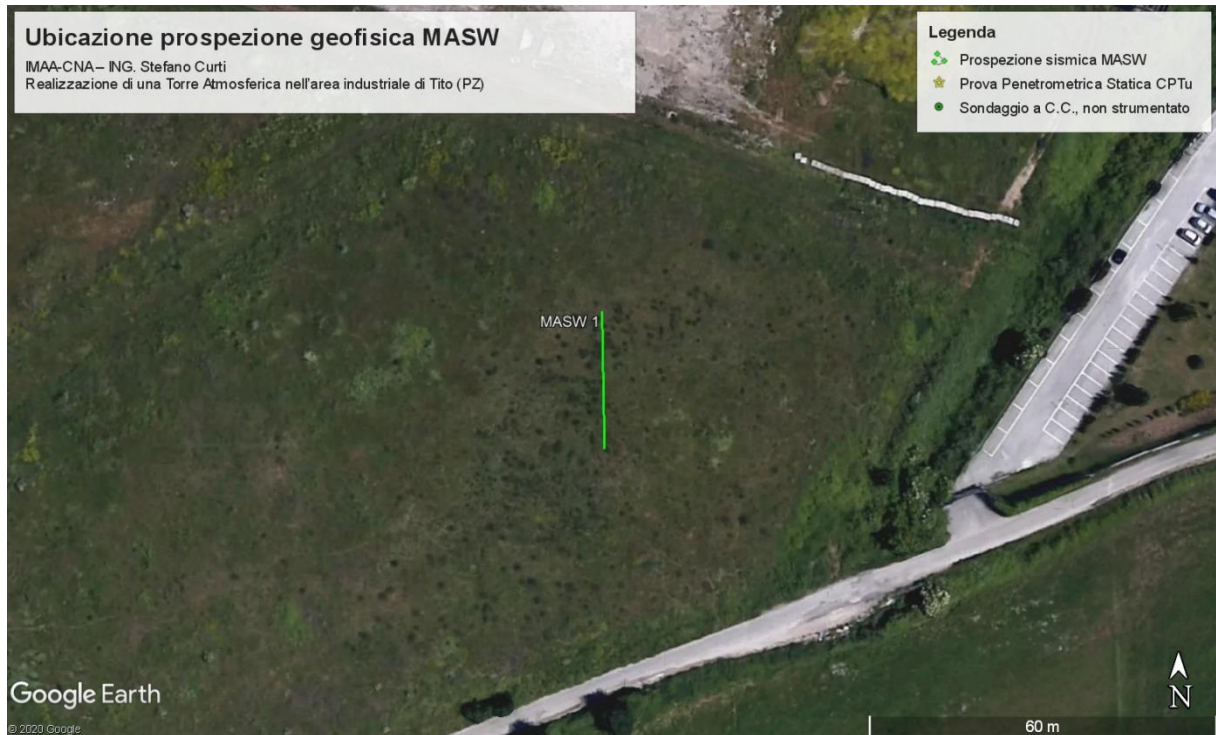 Ubicazione prospezione geofisica MASW
IMAA-CNA – ING. Stefano Curti
Realizzazione di una Torre Atmosferica nell'area industriale di Tito (PZ)
Legenda
Prospezione sismica MASW
Prova Penetrometrica Statica CPTu
Sondaggio a C.C., non strumentato
MASW 1
Google Earth
© 2020 Google
N
60 m